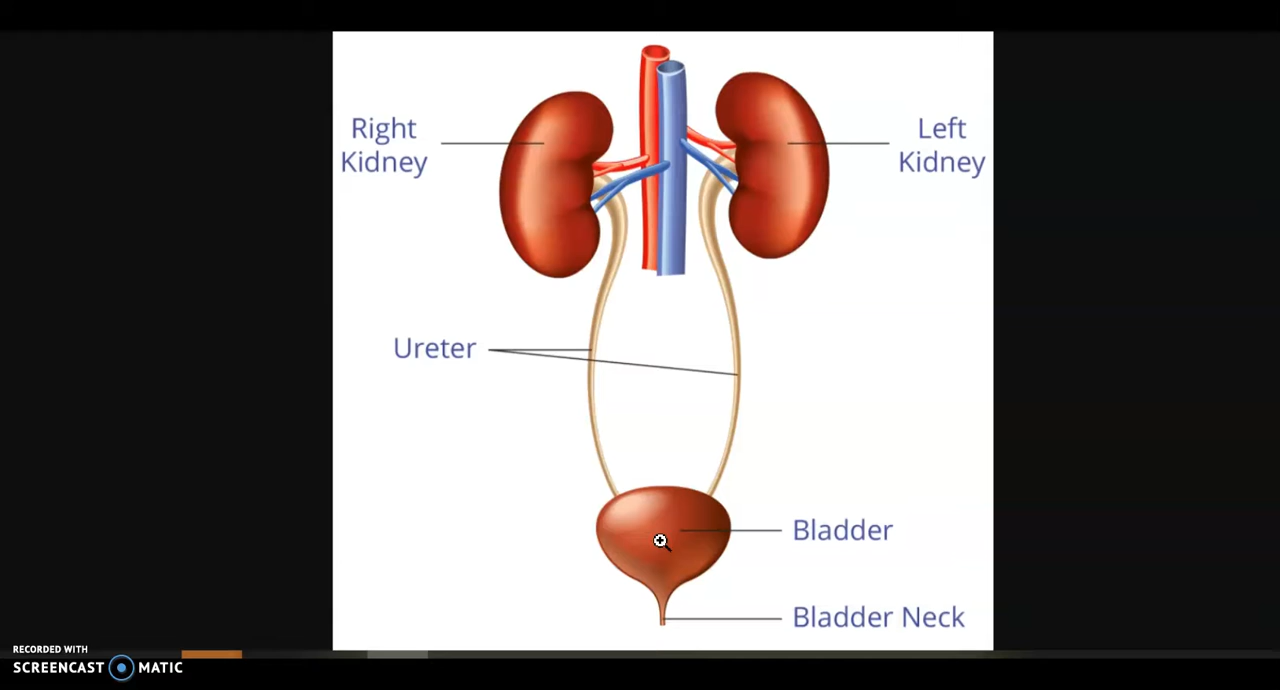 Right
Kidney
Left
Kidney
Ureter
Bladder
Bladder Neck
RECORDED WITH
SCREENCAST MATIC